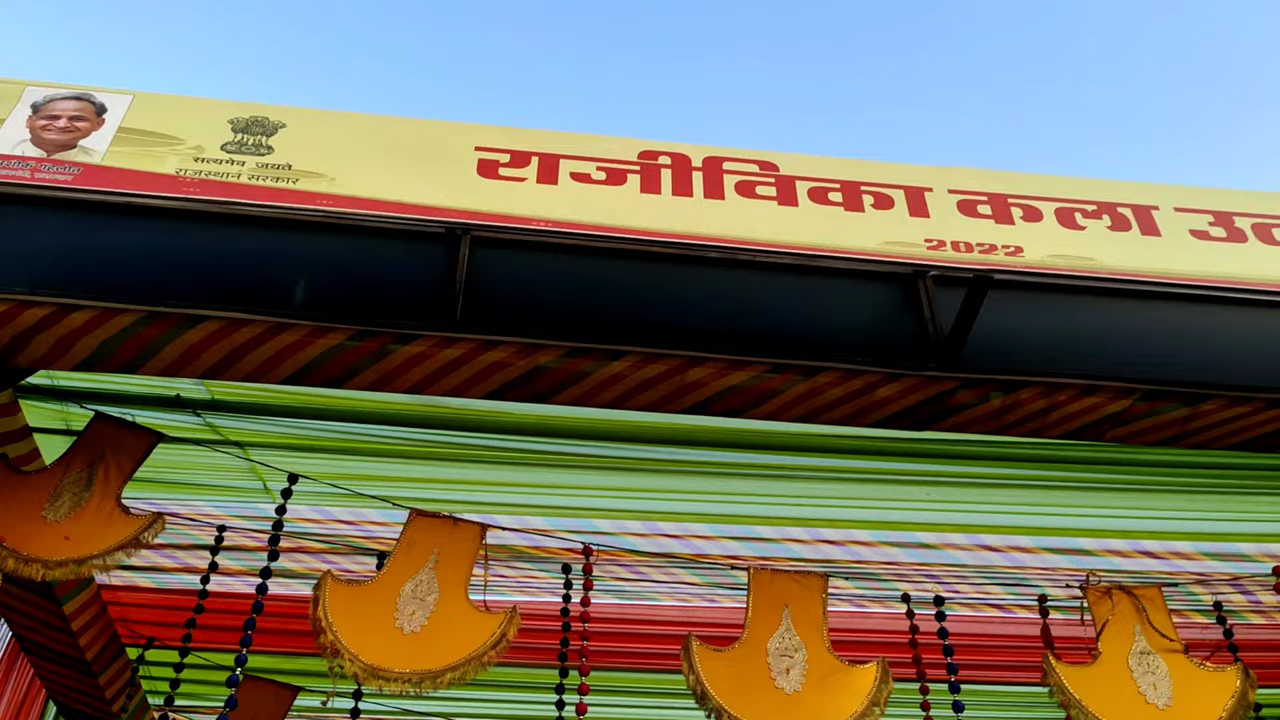 सत्यमेव जयते
राजस्थान सरकार
राजीविका कला
2022